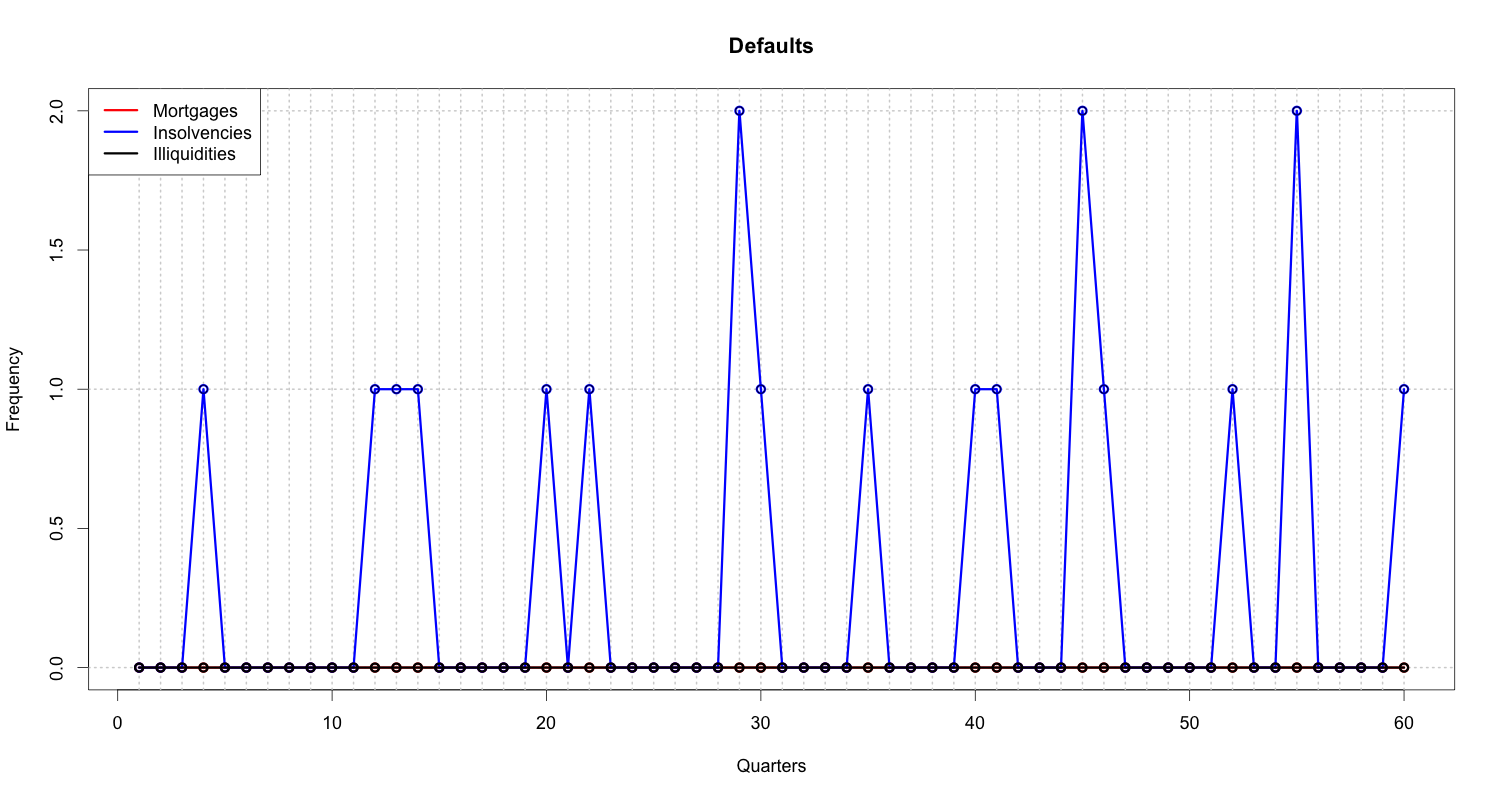 Defaults
Mortgages
Insolvencies
Illiquidities
2.0
1.5
1.0
0.5
0.0
Frequency
0 10 20 30 40 50 60
Quarters